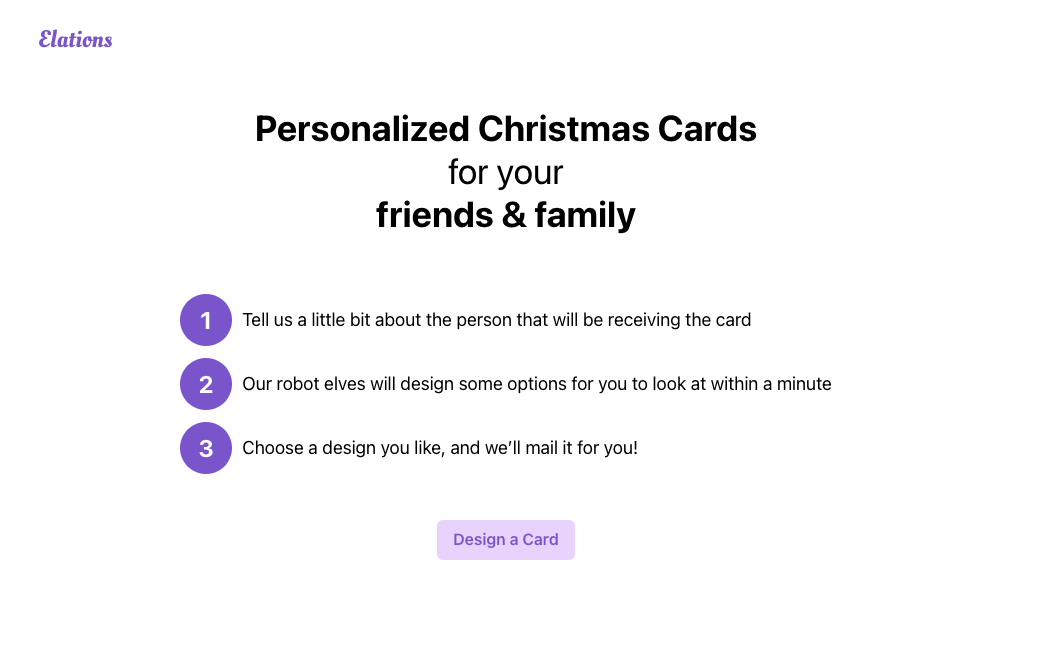 Elations
Personalized Christmas Cards
for your
friends & family
1 Tell us a little bit about the person that will be receiving the card
2 Our robot elves will design some options for you to look at within a minute
3 Choose a design you like, and we’ll mail it for you!
Design a Card